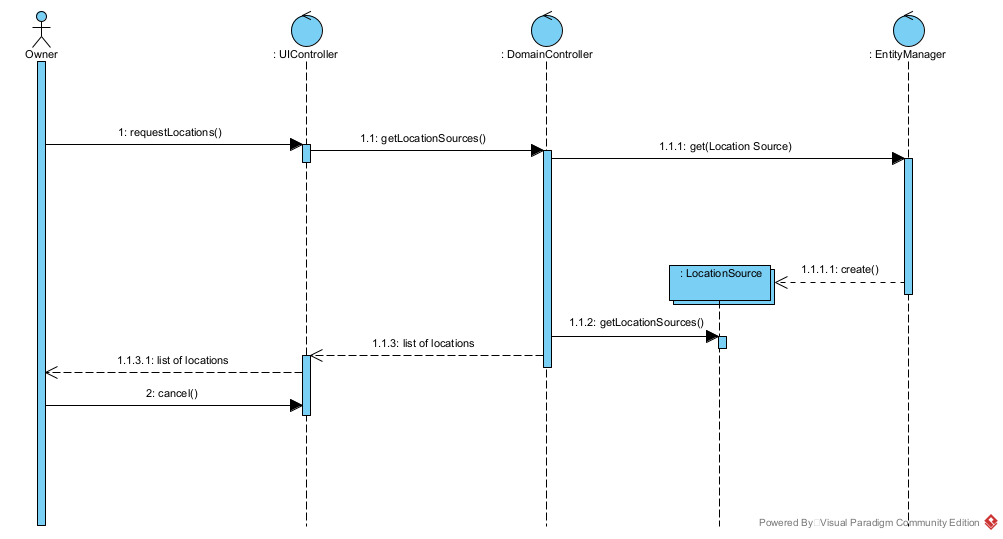 Owner
: UIController
: DomainController
: EntityManager
1: requestLocations()
1.1: getLocationSources()
1.1.1: get(Location Source)
: LocationSource
1.1.1.1: create()
1.1.2: getLocationSources()
1.1.3: list of locations
1.1.3.1: list of locations
2: cancel()
Powered By Visual Paradigm Community Edition